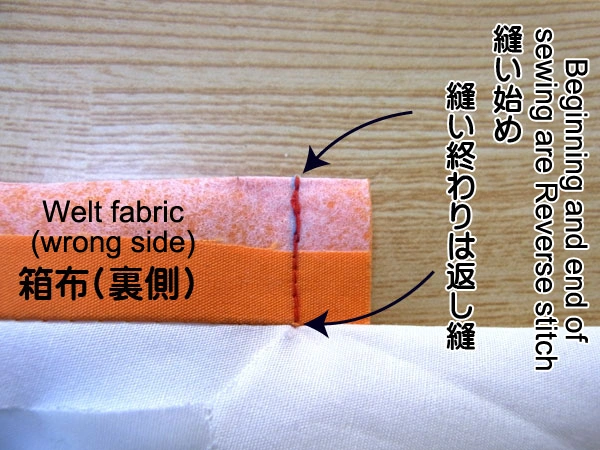 Beginning and end of
sewing are Reverse stitch
縫い始め
縫い終わりは返し縫
Welt fabric
(wrong side)
箱布(裏側)